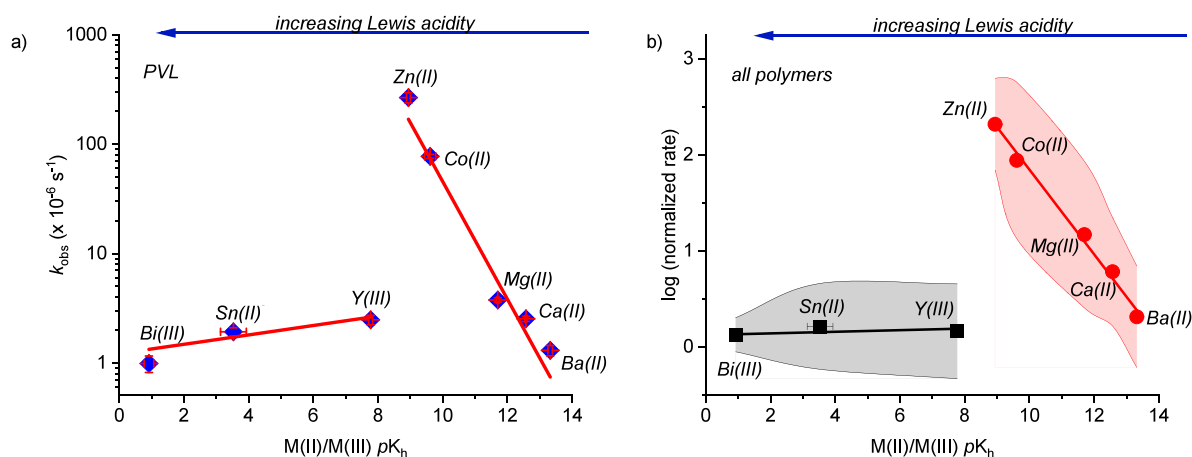 increasing Lewis acidity
a)
PVL
1000
100
10
1
k_obs (x 10^-6 s^-1)
Zn(II)
Co(II)
Mg(II)
Ca(II)
Ba(II)
Y(III)
Sn(II)
Bi(III)
0 2 4 6 8 10 12 14
M(II)/M(III) pK_h
increasing Lewis acidity
b)
all polymers
3
2
1
0
log (normalized rate)
Zn(II)
Co(II)
Mg(II)
Ca(II)
Ba(II)
Y(III)
Sn(II)
Bi(III)
0 2 4 6 8 10 12 14
M(II)/M(III) pK_h